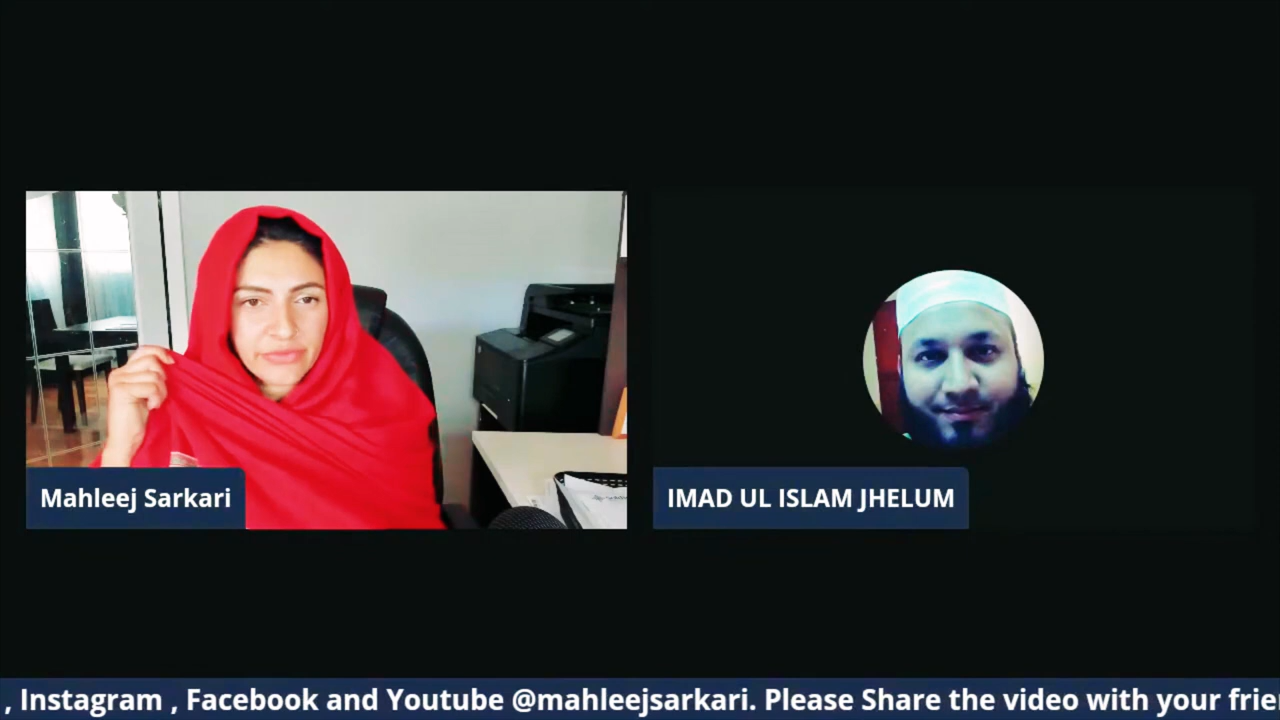 Mahleej Sarkari
IMAD UL ISLAM JHELUM
, Instagram , Facebook and Youtube @mahleejsarkari. Please Share the video with your frie